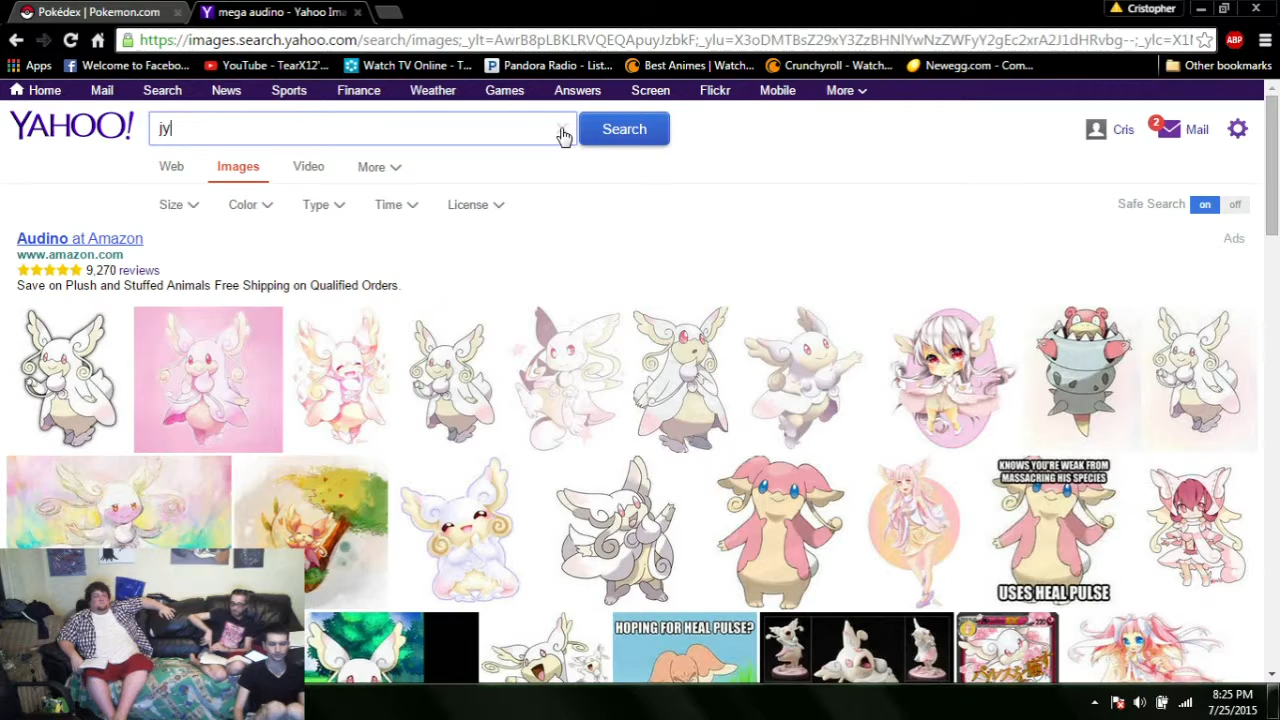 Pokédex | Pokemon.com
mega audino - Yahoo Ima
Cristopher
https://images.search.yahoo.com/search/images;_ylt=AwrB8pLBKLRVQEQApuyJzbkF;_ylu=X3oDMTBsZ29xY3ZzBHNlYwNzZWFyY2gEc2xrA2J1dHRvbg--;_ylc=X1
ABP
Apps
Welcome to Facebo...
YouTube - TearX12'...
Watch TV Online - T...
Pandora Radio - List...
Best Animes | Watch...
Crunchyroll - Watch...
Newegg.com - Com...
Other bookmarks
Home Mail Search News Sports Finance Weather Games Answers Screen Flickr Mobile More
YAHOO!
jy
Search
Cris
2
Mail
Web Images Video More
Size Color Type Time License
Safe Search on off
Audino at Amazon
Ads
www.amazon.com
9,270 reviews
Save on Plush and Stuffed Animals Free Shipping on Qualified Orders.
KNOWS YOU'RE WEAK FROM
MASSACRING HIS SPECIES
USES HEAL PULSE
HOPING FOR HEAL PULSE?
8:25 PM
7/25/2015